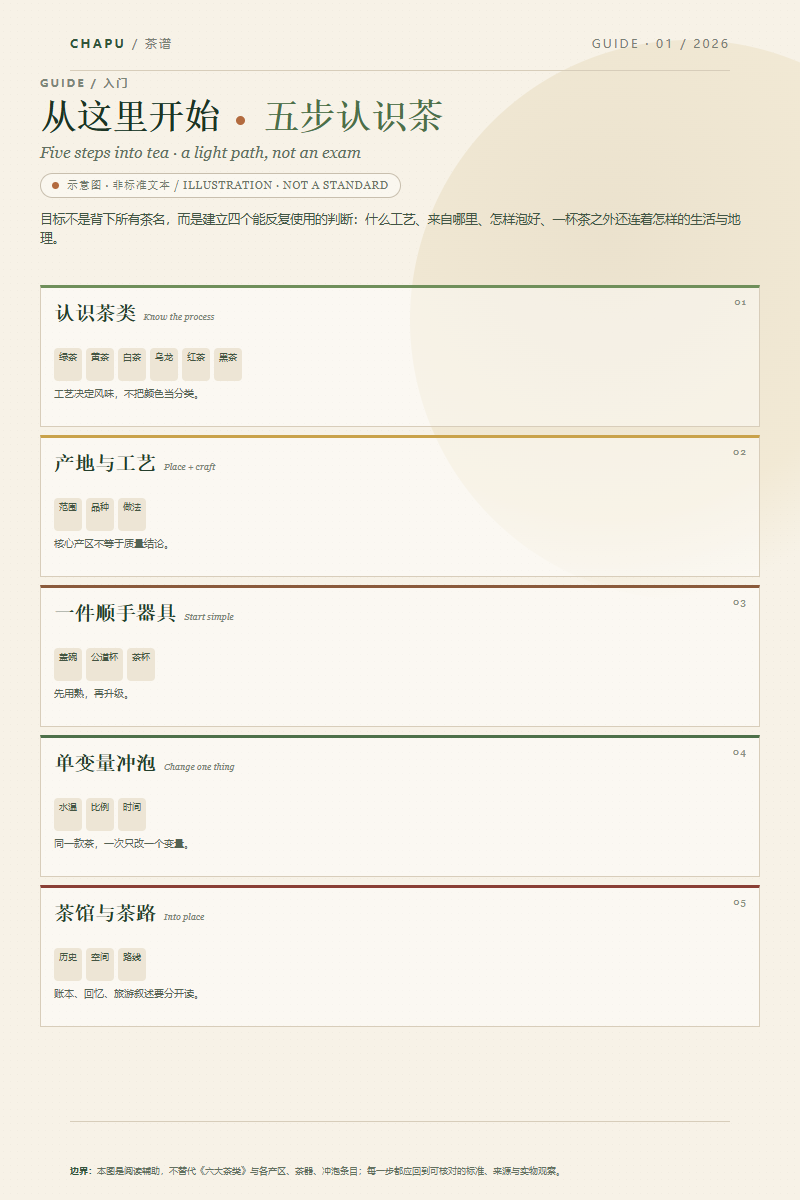 CHAPU / 茶谱
GUIDE · 01 / 2026
GUIDE / 入门
从这里开始 • 五步认识茶
Five steps into tea · a light path, not an exam
示意图 · 非标准文本 / ILLUSTRATION · NOT A STANDARD
目标不是背下所有茶名，而是建立四个能反复使用的判断：什么工艺、来自哪里、怎样泡好、一杯茶之外还连着怎样的生活与地
理。
认识茶类 Know the process
01
绿茶 黄茶 白茶 乌龙 红茶 黑茶
工艺决定风味，不把颜色当分类。
产地与工艺 Place + craft
02
范围 品种 做法
核心产区不等于质量结论。
一件顺手器具 Start simple
03
盖碗 公道杯 茶杯
先用熟，再升级。
单变量冲泡 Change one thing
04
水温 比例 时间
同一款茶，一次只改一个变量。
茶馆与茶路 Into place
05
历史 空间 路线
账本、回忆、旅游叙述要分开读。
边界：本图是阅读辅助，不替代《六大茶类》与各产区、茶器、冲泡条目；每一步都应回到可核对的标准、来源与实物观察。